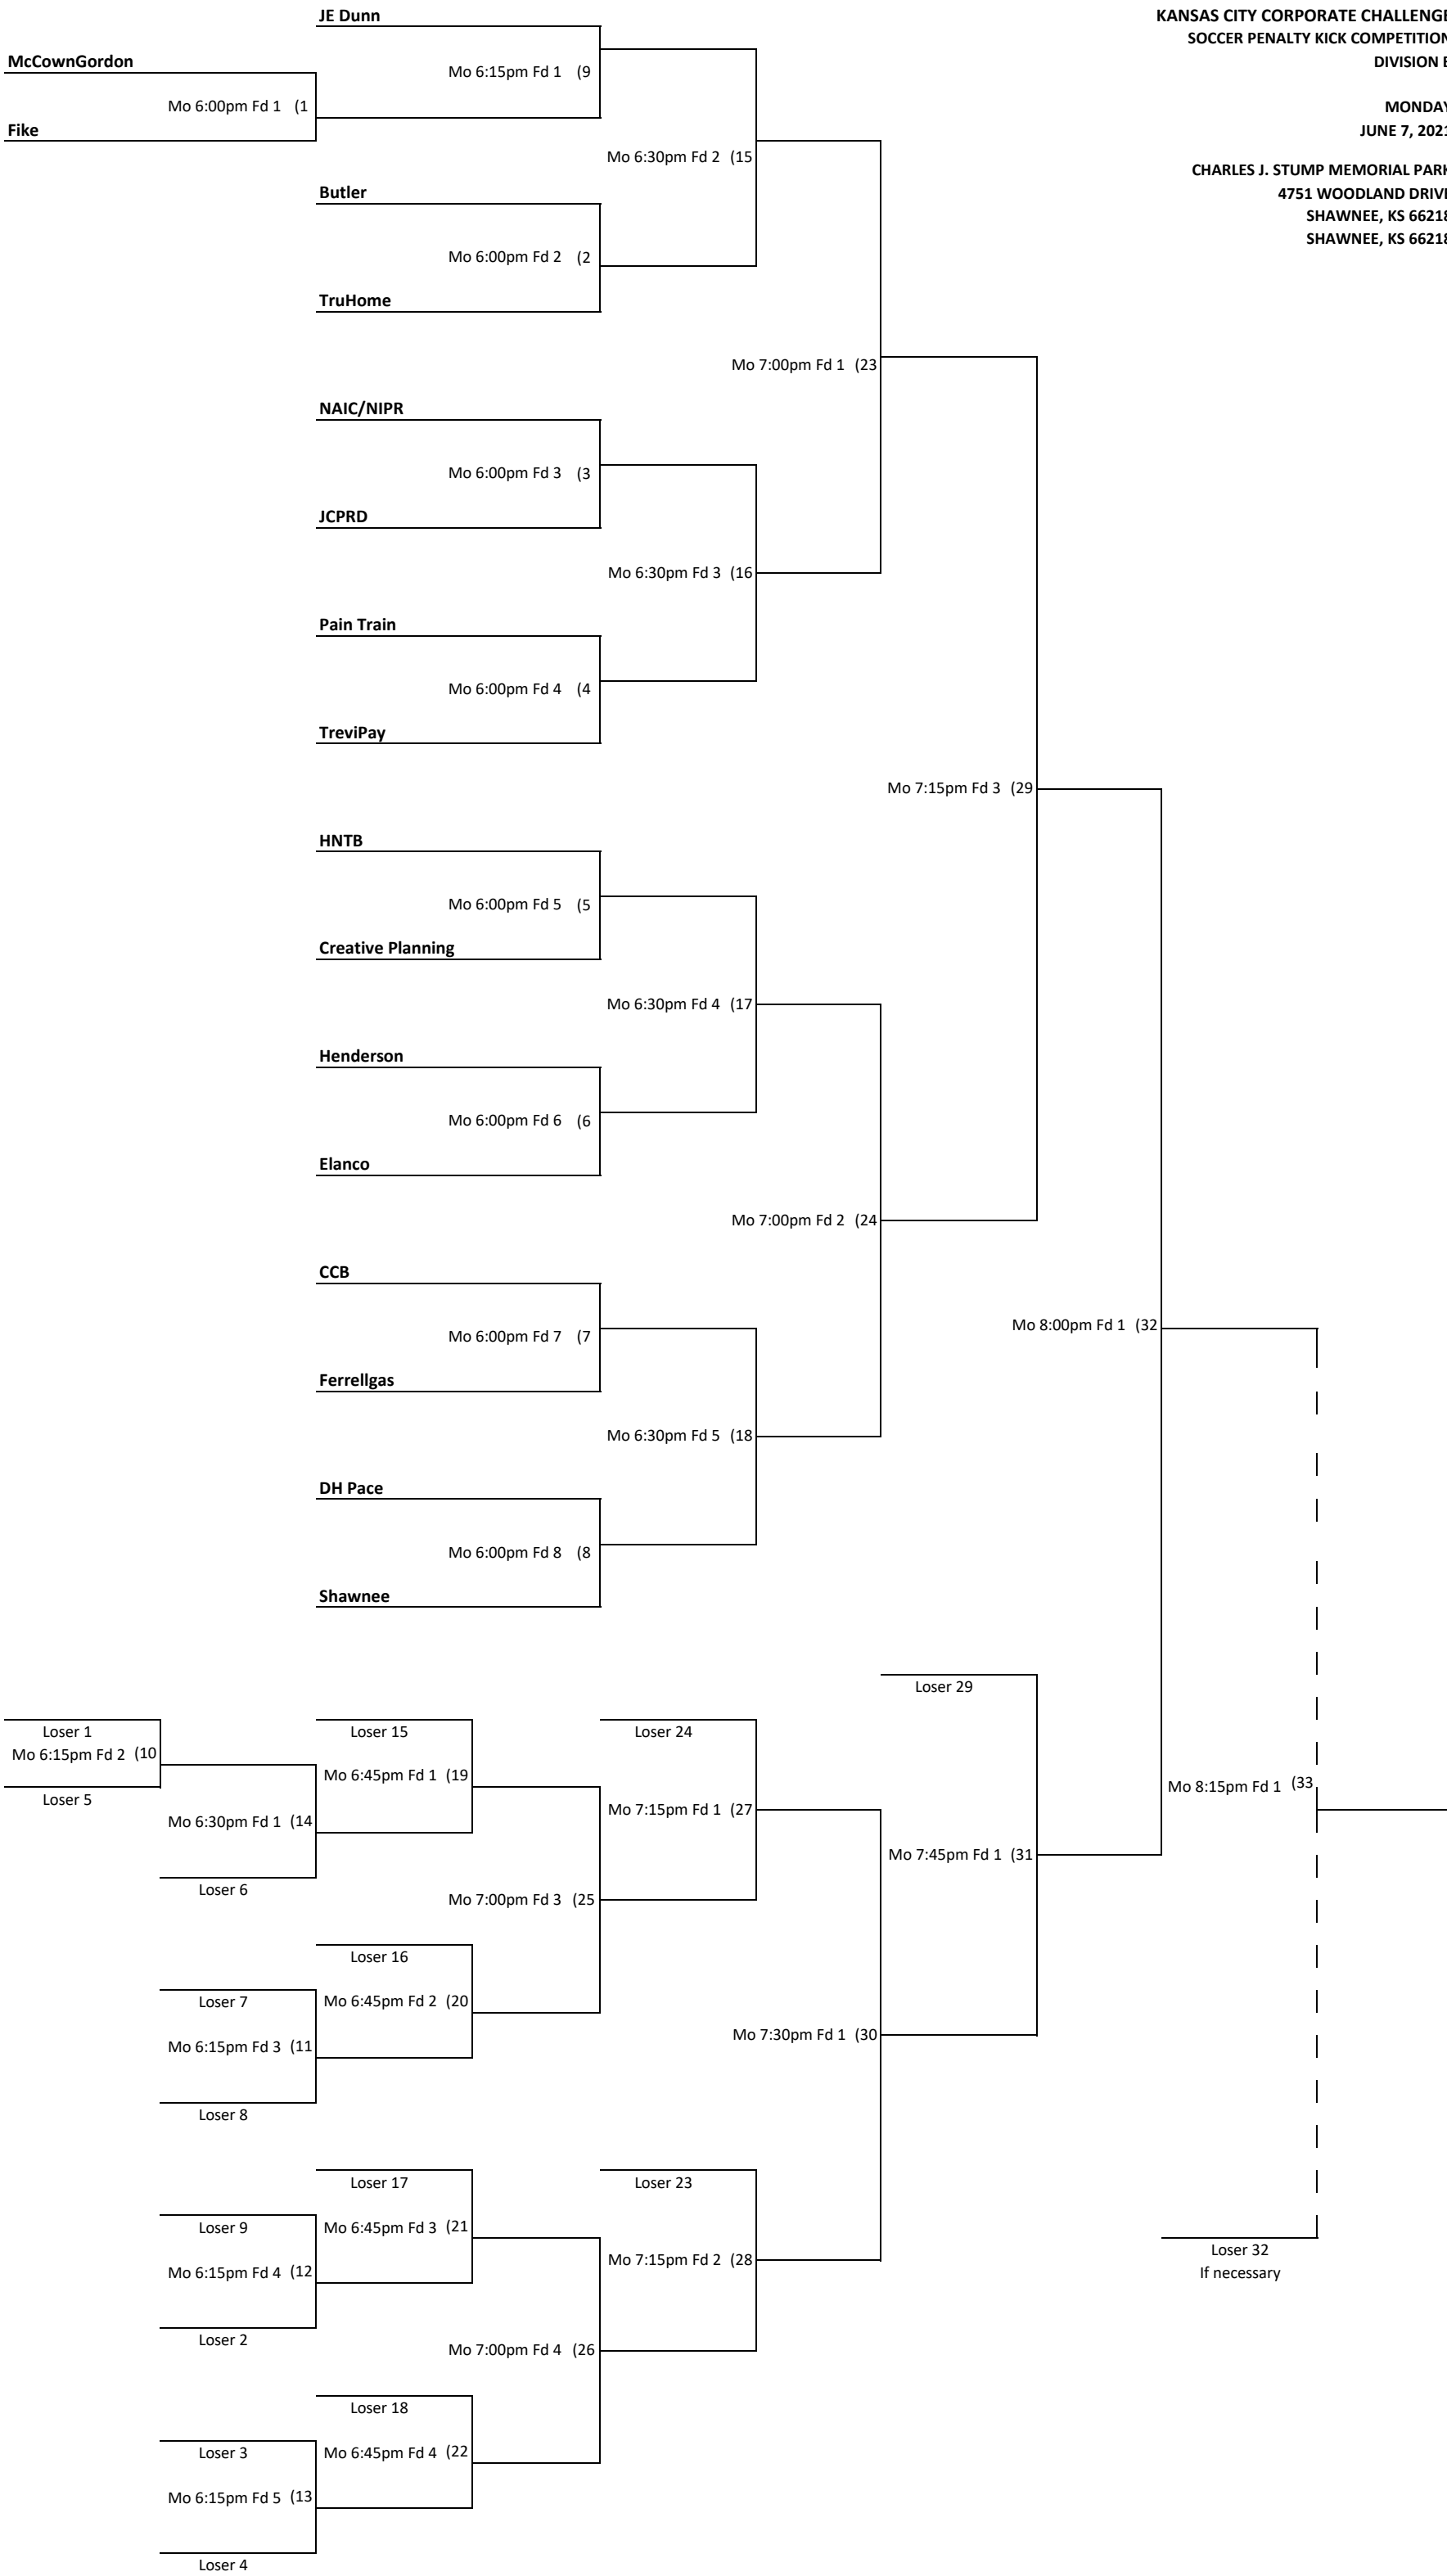 JE Dunn
KANSAS CITY CORPORATE CHALLENGE
SOCCER PENALTY KICK COMPETITION
McCownGordon
DIVISION B
Mo 6:15pm Fd 1 (9
Mo 6:00pm Fd 1 (1
MONDAY
Fike
JUNE 7, 2021
Mo 6:30pm Fd 2 (15
CHARLES J. STUMP MEMORIAL PARK
Butler
4751 WOODLAND DRIVE
SHAWNEE, KS 66218
SHAWNEE, KS 66218
Mo 6:00pm Fd 2 (2
TruHome
Mo 7:00pm Fd 1 (23
NAIC/NIPR
Mo 6:00pm Fd 3 (3
JCPRD
Mo 6:30pm Fd 3 (16
Pain Train
Mo 6:00pm Fd 4 (4
TreviPay
Mo 7:15pm Fd 3 (29
HNTB
Mo 6:00pm Fd 5 (5
Creative Planning
Mo 6:30pm Fd 4 (17
Henderson
Mo 6:00pm Fd 6 (6
Elanco
Mo 7:00pm Fd 2 (24
CCB
Mo 8:00pm Fd 1 (32
Mo 6:00pm Fd 7 (7
Ferrellgas
Mo 6:30pm Fd 5 (18
DH Pace
Mo 6:00pm Fd 8 (8
Shawnee
Loser 29
Loser 1
Loser 15
Loser 24
Mo 6:15pm Fd 2 (10
Mo 6:45pm Fd 1 (19
Mo 8:15pm Fd 1 (33
Loser 5
Mo 7:15pm Fd 1 (27
Mo 6:30pm Fd 1 (14
Mo 7:45pm Fd 1 (31
Loser 6
Mo 7:00pm Fd 3 (25
Loser 16
Loser 7
Mo 6:45pm Fd 2 (20
Mo 7:30pm Fd 1 (30
Mo 6:15pm Fd 3 (11
Loser 8
Loser 17
Loser 23
Loser 9
Mo 6:45pm Fd 3 (21
Loser 32
Mo 7:15pm Fd 2 (28
Mo 6:15pm Fd 4 (12
If necessary
Loser 2
Mo 7:00pm Fd 4 (26
Loser 18
Loser 3
Mo 6:45pm Fd 4 (22
Mo 6:15pm Fd 5 (13
Loser 4